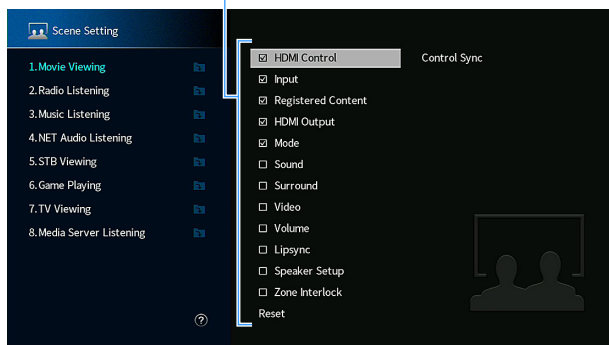 Scene Setting
1.Movie Viewing
2.Radio Listening
3.Music Listening
4.NET Audio Listening
5.STB Viewing
6.Game Playing
7.TV Viewing
8.Media Server Listening
?
HDMI Control Control Sync
Input
Registered Content
HDMI Output
Mode
Sound
Surround
Video
Volume
Lipsync
Speaker Setup
Zone Interlock
Reset